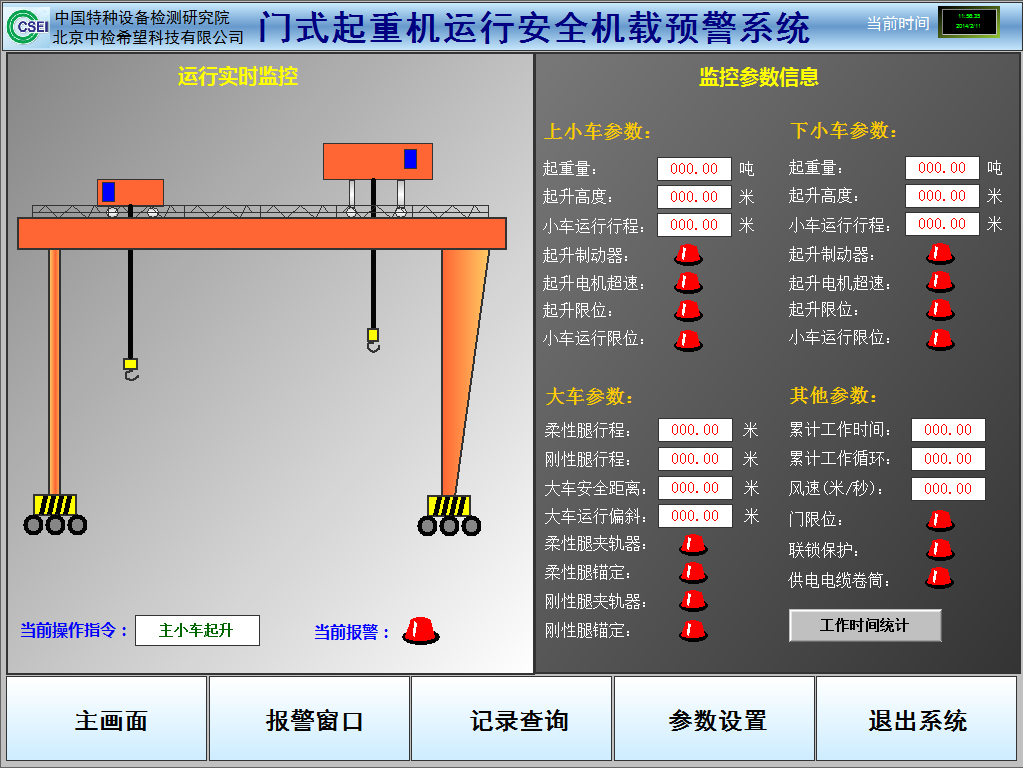 CSEI
中国特种设备检测研究院
北京中检希望科技有限公司
门式起重机运行安全机载预警系统
当前时间
运行实时监控
当前操作指令：
主小车起升
当前报警：
监控参数信息
上小车参数：
起重量： 000.00 吨
起升高度： 000.00 米
小车运行行程： 000.00 米
起升制动器：
起升电机超速：
起升限位：
小车运行限位：
下小车参数：
起重量： 000.00 吨
起升高度： 000.00 米
小车运行行程： 000.00 米
起升制动器：
起升电机超速：
起升限位：
小车运行限位：
大车参数：
柔性腿行程： 000.00 米
刚性腿行程： 000.00 米
大车安全距离： 000.00 米
大车运行偏斜： 000.00 米
柔性腿夹轨器：
柔性腿锚定：
刚性腿夹轨器：
刚性腿锚定：
其他参数：
累计工作时间： 000.00
累计工作循环： 000.00
风速(米/秒)： 000.00
门限位：
联锁保护：
供电电缆卷筒：
工作时间统计
主画面
报警窗口
记录查询
参数设置
退出系统